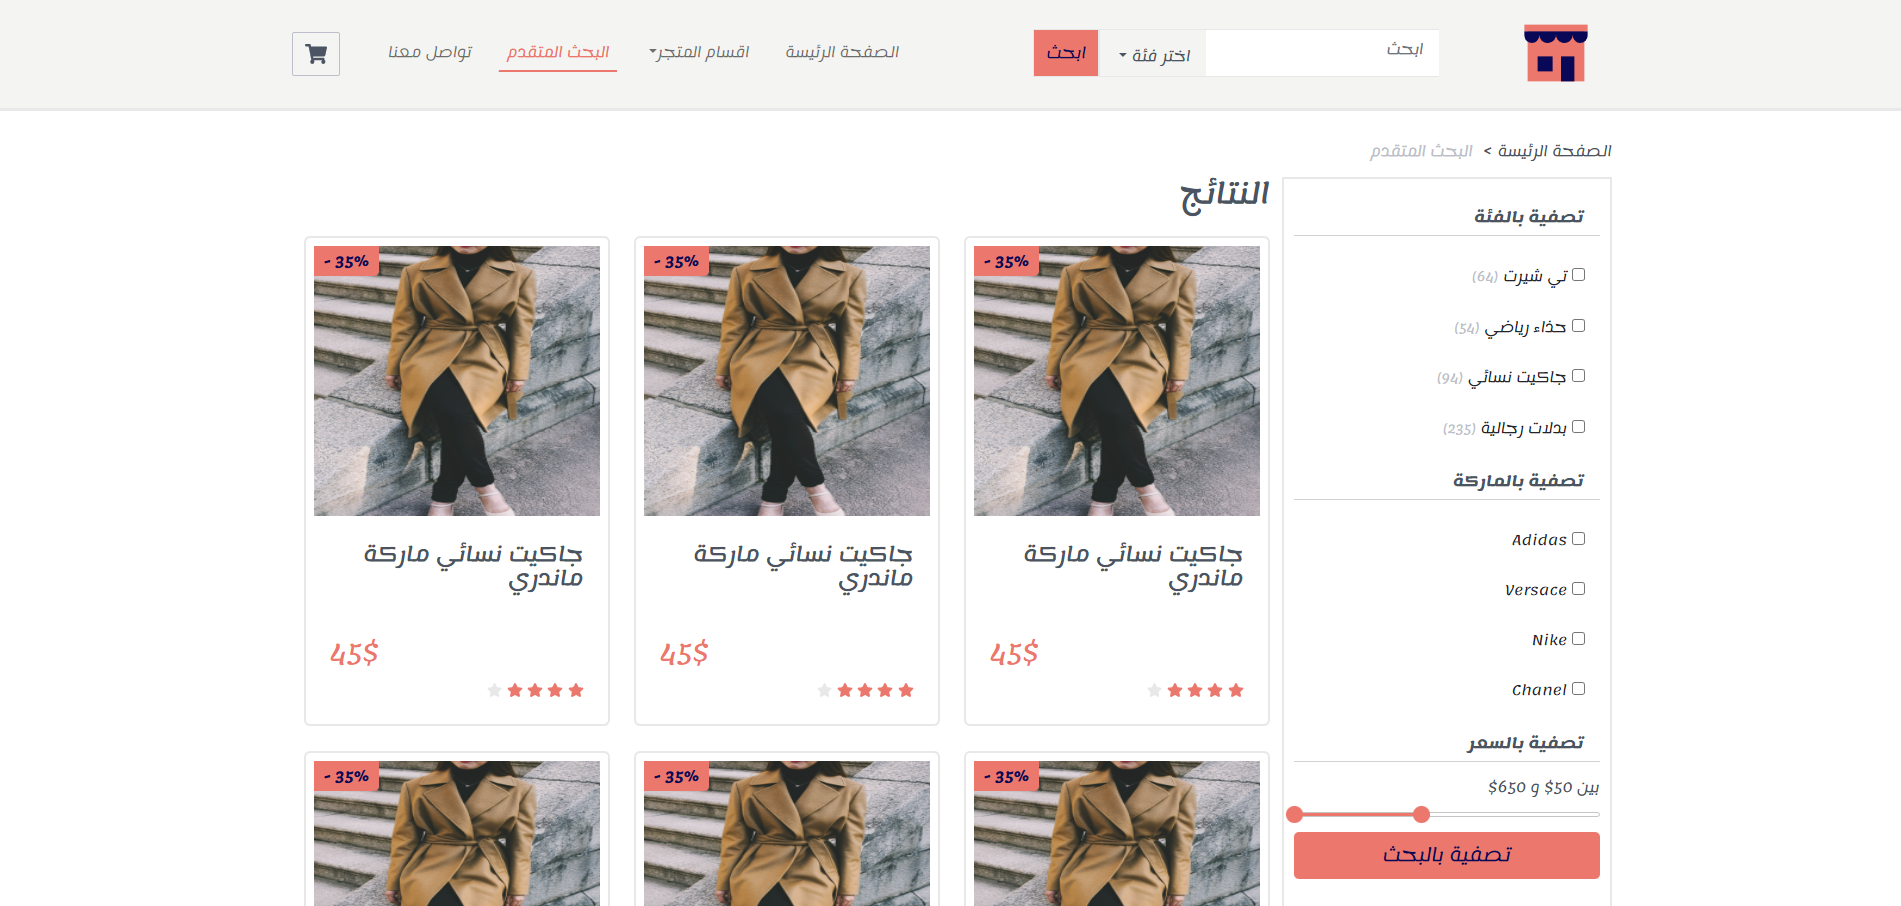 ابحث
اختر فئة
ابحث
الصفحة الرئيسة
اقسام المتجر
البحث المتقدم
تواصل معنا
الصفحة الرئيسة > البحث المتقدم
تصفية بالفئة
تي شيرت (64)
حذاء رياضي (54)
جاكيت نسائي (94)
بدلات رجالية (235)
تصفية بالماركة
Adidas
Versace
Nike
Chanel
تصفية بالسعر
بين 50$ و 650$
تصفية بالبحث
النتائج
- 35%
جاكيت نسائي ماركة
ماندري
45$
- 35%
جاكيت نسائي ماركة
ماندري
45$
- 35%
جاكيت نسائي ماركة
ماندري
45$
- 35%
- 35%
- 35%